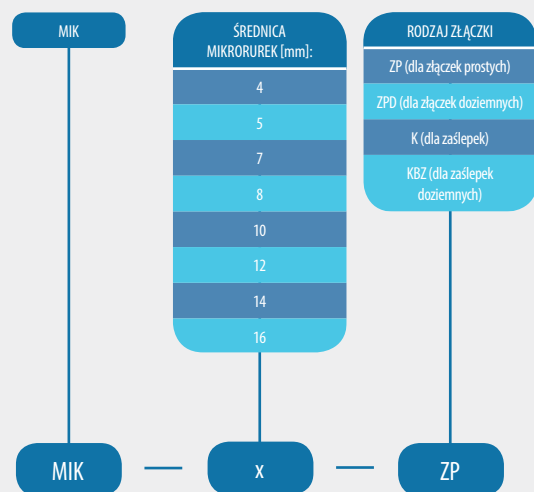 MIK
ŚREDNICA
MIKRORUREK [mm]:
4
5
7
8
10
12
14
16
RODZAJ ZŁĄCZKI
ZP (dla złączek prostych)
ZPD (dla złączek doziemnych)
K (dla zaślepek)
KBZ (dla zaślepek
doziemnych)
MIK — x — ZP